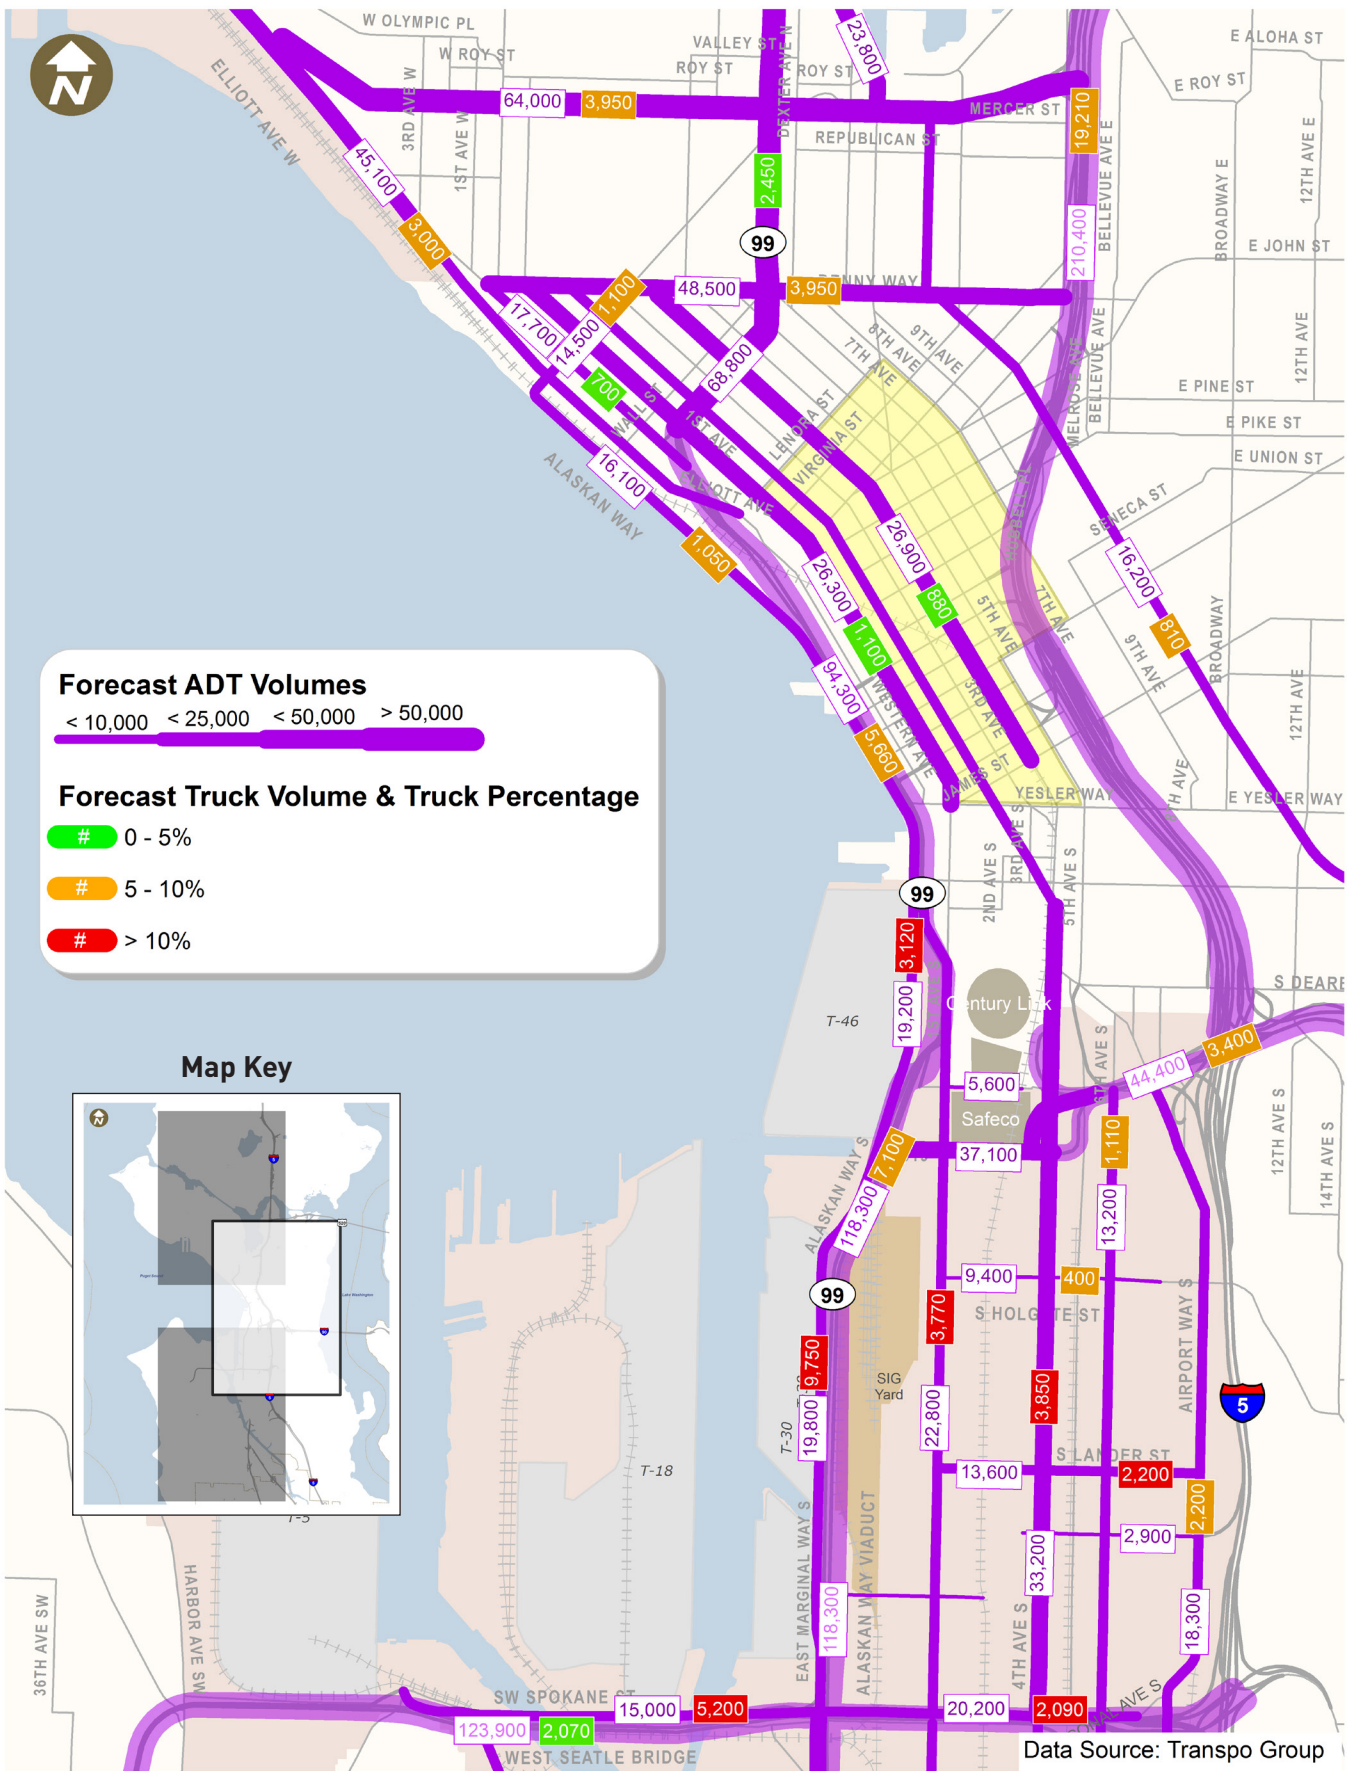 W OLYMPIC PL
W ROY ST
VALLEY ST
ROY ST
ROY ST
DEXTER AVE N
23,800
E ALOHA ST
E ROY ST
N
ELLIOTT AVE W
3RD AVE W
1ST AVE W
64,000
3,950
MERCER ST
REPUBLICAN ST
19,210
BELLEVUE AVE E
BROADWAY E
12TH AVE E
45,100
3,000
2,450
99
210,400
E JOHN ST
48,500
3,950
NNY WAY
1,100
17,700
14,500
700
68,800
WALL ST
1ST AVE
LENORA ST
VIRGINIA ST
7TH AVE
8TH AVE
9TH AVE
MELROSE AVE
BELLEVUE AVE
12TH AVE
E PINE ST
E PIKE ST
E UNION ST
SENECA ST
16,100
ALASKAN WAY
ELLIOTT AVE
1,050
26,300
1,100
26,900
880
HUBBELL PL
5TH AVE
7TH AVE
16,200
810
9TH AVE
BROADWAY
12TH AVE
94,300
5,660
WESTERN AVE
3RD AVE
JAMES ST
YESLER WAY
E YESLER WAY
Forecast ADT Volumes
< 10,000 < 25,000 < 50,000 > 50,000
Forecast Truck Volume & Truck Percentage
# 0 - 5%
# 5 - 10%
# > 10%
99
2ND AVE S
3RD AVE S
5TH AVE S
3,120
19,200
T-46
Century Link
S DEARB
5,600
Safeco
6TH AVE S
44,400
3,400
37,100
1,110
13,200
7,100
118,300
ALASKAN WAY S
12TH AVE S
14TH AVE S
99
9,400
400
S HOLGATE ST
3,770
9,750
19,800
T-30
SIG
Yard
22,800
3,850
AIRPORT WAY S
5
S LANDER ST
13,600
2,200
2,200
2,900
T-18
33,200
18,300
Map Key
N
T-5
HARBOR AVE SW
36TH AVE SW
EAST MARGINAL WAY S
ALASKAN WAY VIADUCT
118,300
4TH AVE S
SW SPOKANE ST
15,000
5,200
20,200
2,090
123,900
2,070
WEST SEATLE BRIDGE
Data Source: Transpo Group